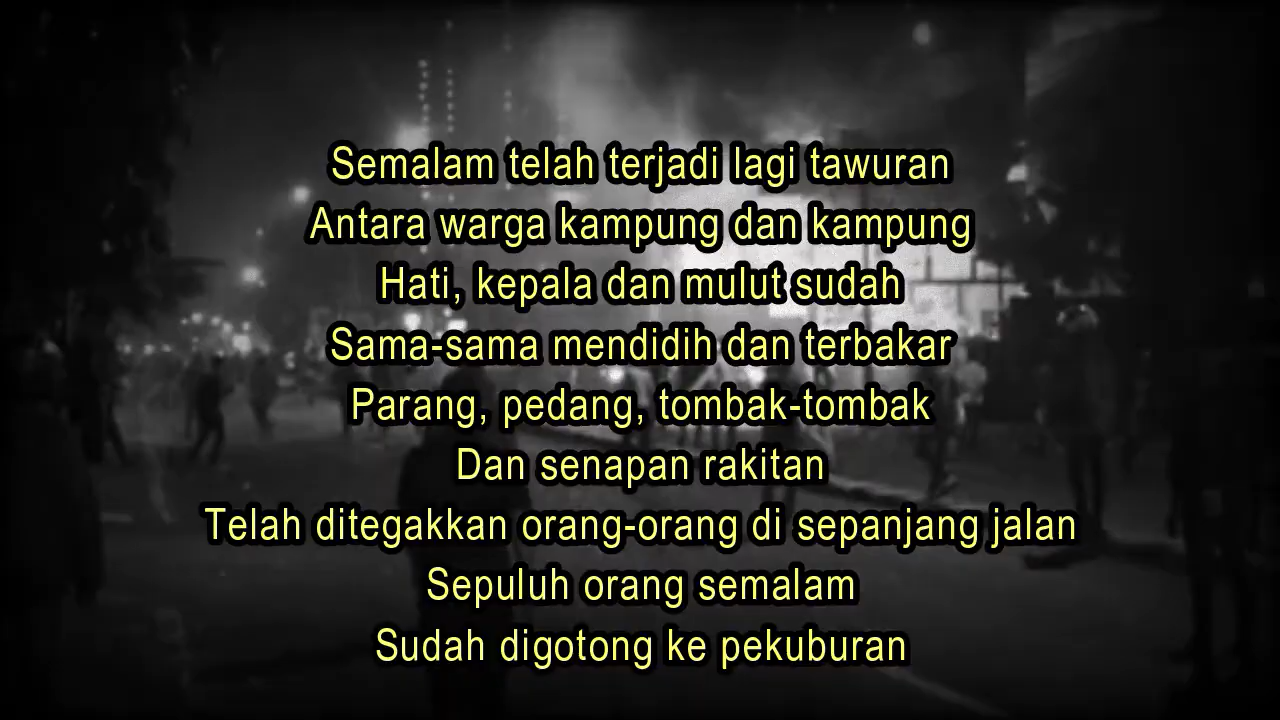 Semalam telah terjadi lagi tawuran
Antara warga kampung dan kampung
Hati, kepala dan mulut sudah
Sama-sama mendidih dan terbakar
Parang, pedang, tombak-tombak
Dan senapan rakitan
Telah ditegakkan orang-orang di sepanjang jalan
Sepuluh orang semalam
Sudah digotong ke pekuburan